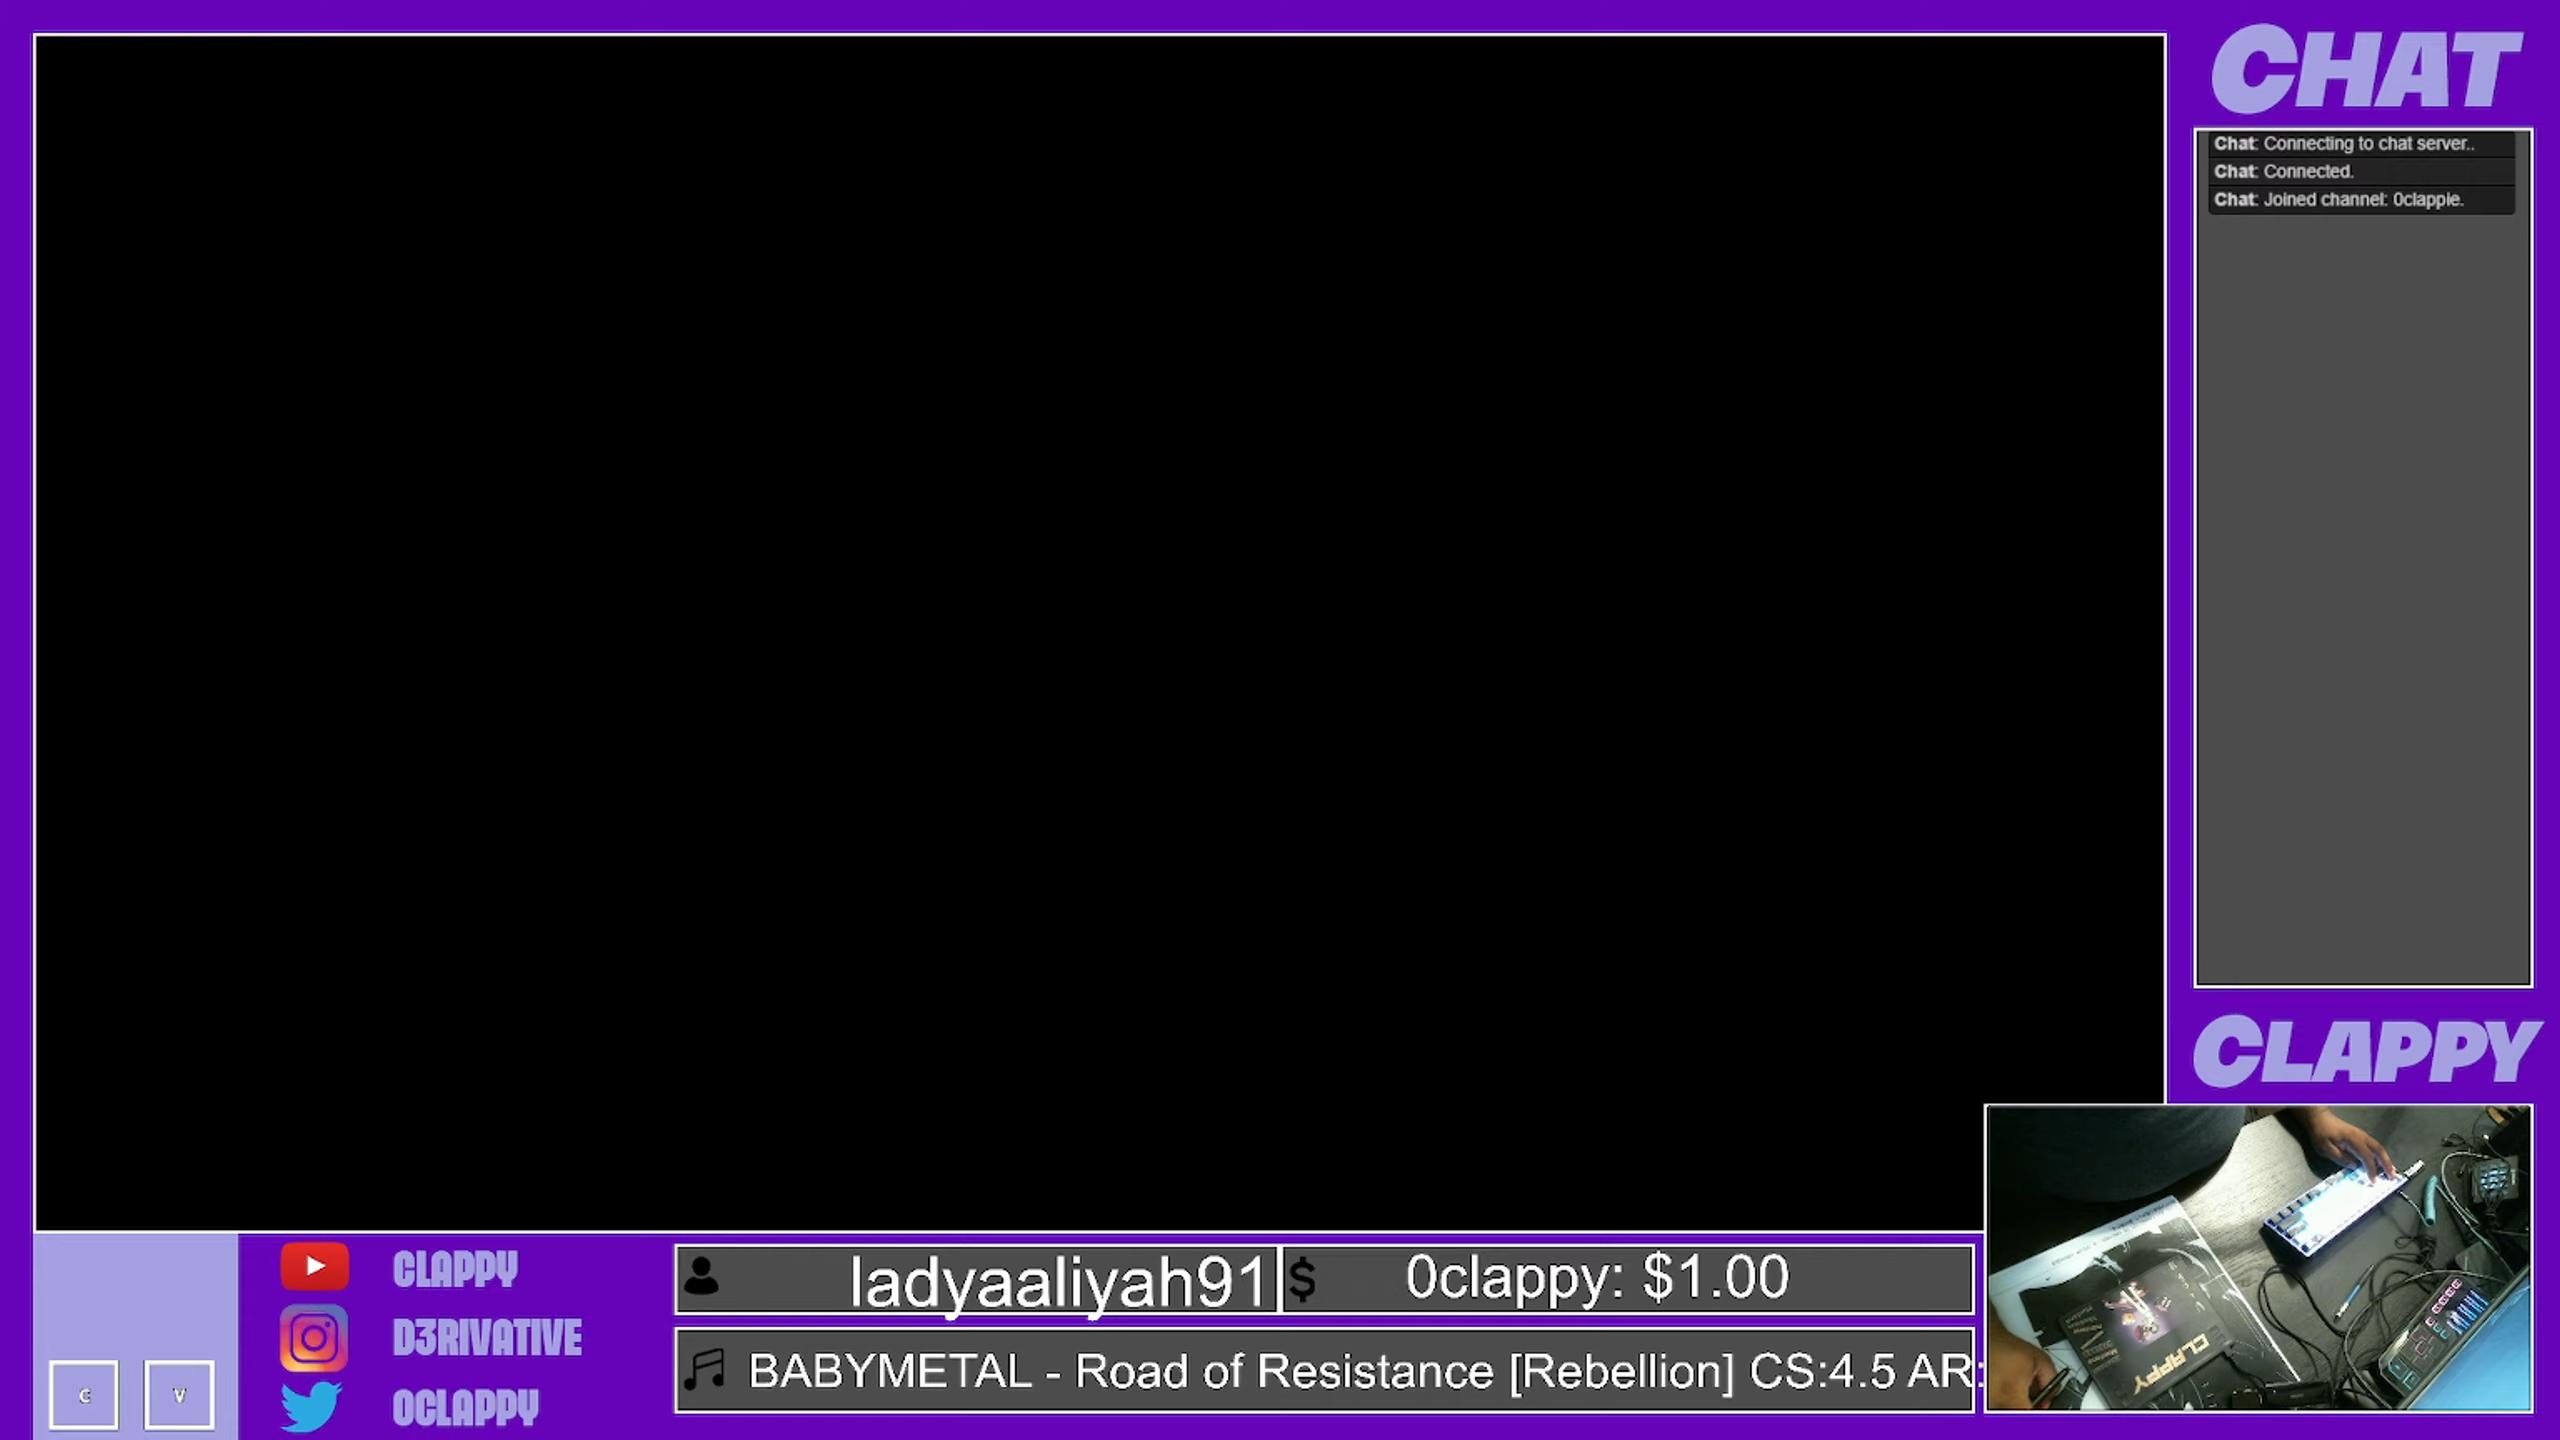 CHAT
Chat: Connecting to chat server..
Chat: Connected.
Chat: Joined channel: 0clappie.
CLAPPY
C V
CLAPPY
D3RIVATIVE
0CLAPPY
ladyaaliyah91
$ 0clappy: $1.00
BABYMETAL - Road of Resistance [Rebellion] CS:4.5 AR:
CLAPPY